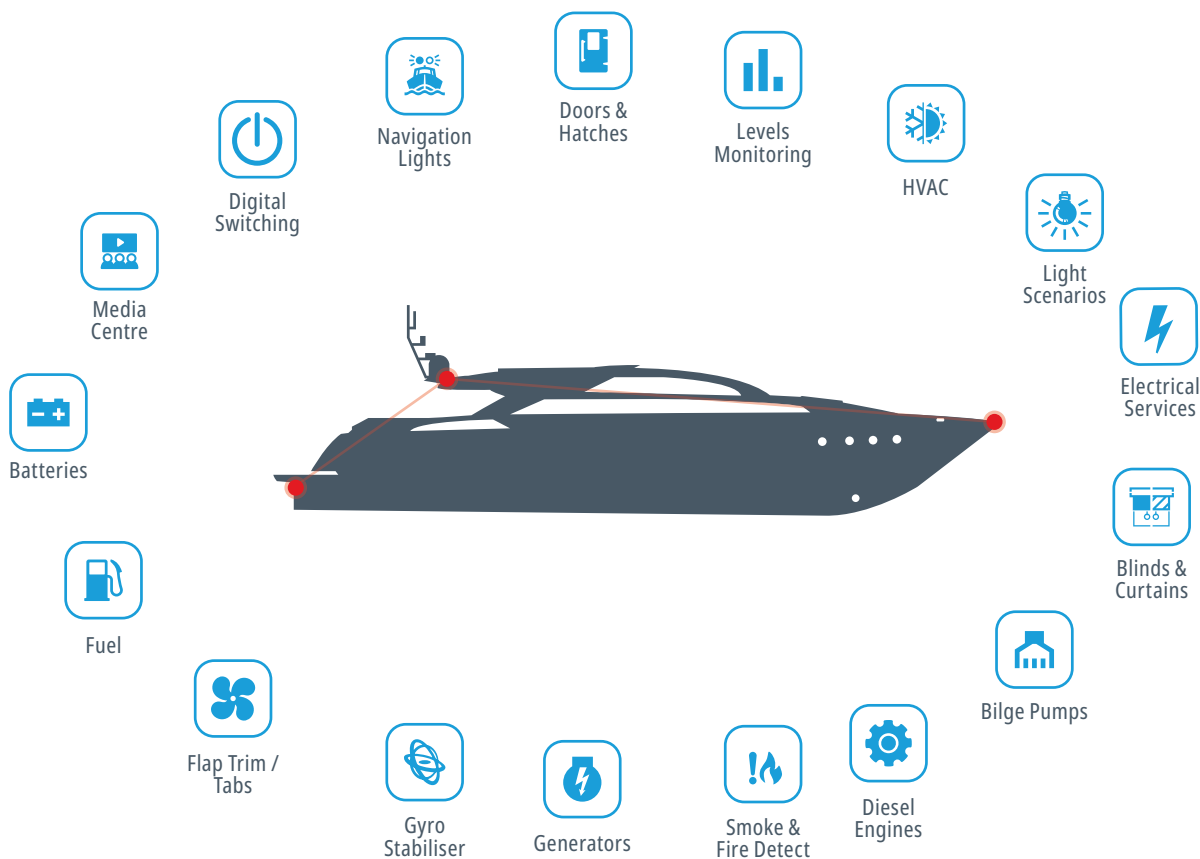 Doors &
Hatches
Navigation
Lights
Levels
Monitoring
HVAC
Digital
Switching
Light
Scenarios
Media
Centre
Electrical
Services
Batteries
Blinds &
Curtains
Fuel
Bilge Pumps
Flap Trim /
Tabs
Gyro
Stabiliser
Generators
Smoke &
Fire Detect
Diesel
Engines